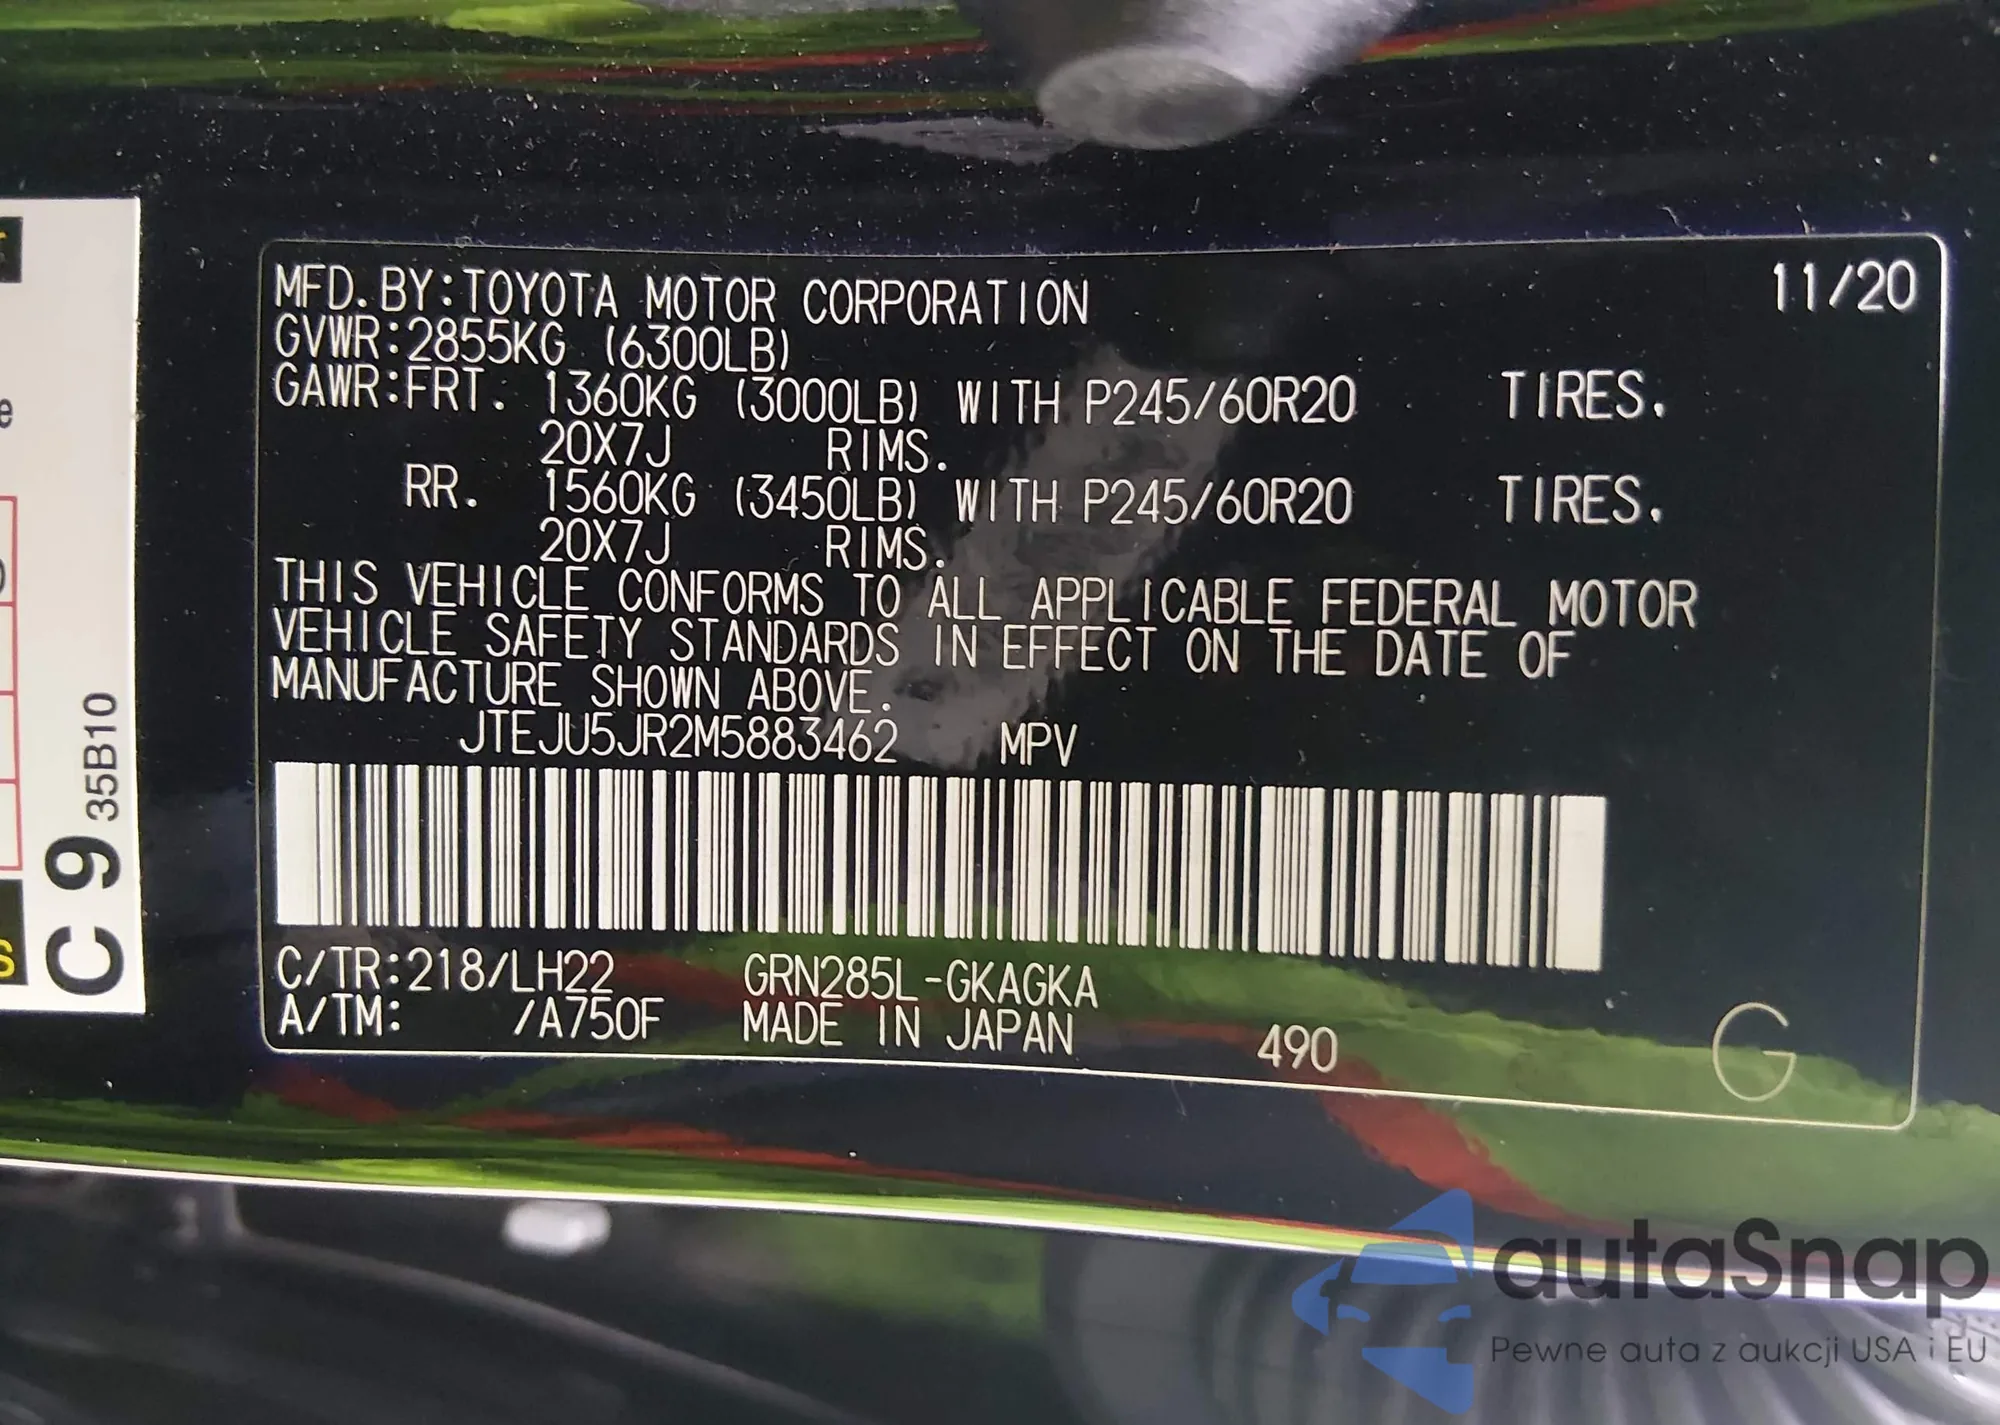 11/20
MFD.BY:TOYOTA MOTOR CORPORATION
GVWR:2855KG (6300LB)
GAWR:FRT. 1360KG (3000LB) WITH P245/60R20 TIRES.
20X7J RIMS.
RR. 1560KG (3450LB) WITH P245/60R20 TIRES.
20X7J RIMS.
THIS VEHICLE CONFORMS TO ALL APPLICABLE FEDERAL MOTOR
VEHICLE SAFETY STANDARDS IN EFFECT ON THE DATE OF
MANUFACTURE SHOWN ABOVE.
JTEJU5JR2M5883462 MPV
C/TR:218/LH22 GRN285L-GKAGKA
A/TM: /A750F MADE IN JAPAN 490 G
C9 35B10
e
S
autaSnap
Pewne auta z aukcji USA i EU